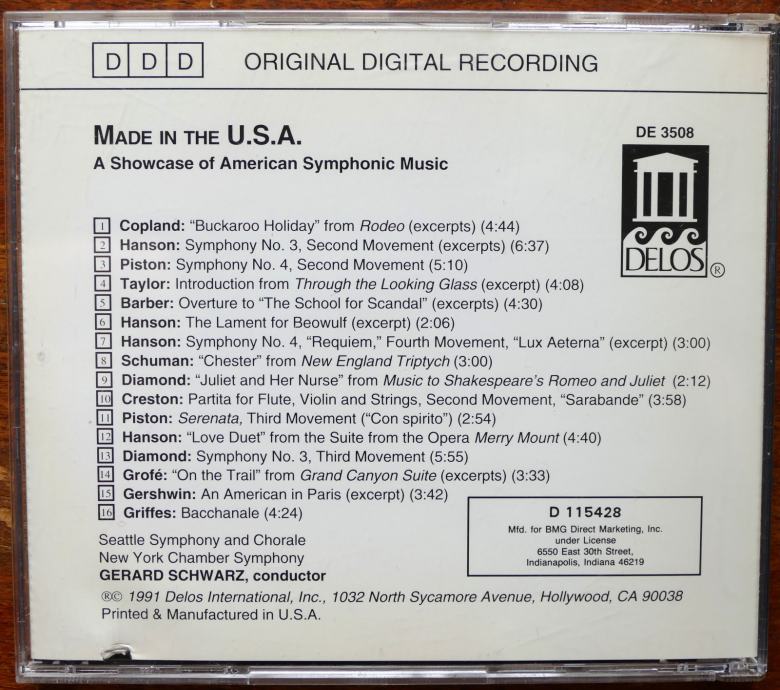 DDD ORIGINAL DIGITAL RECORDING
MADE IN THE U.S.A.
A Showcase of American Symphonic Music
DE 3508
DELOS®
1 Copland: “Buckaroo Holiday” from Rodeo (excerpts) (4:44)
2 Hanson: Symphony No. 3, Second Movement (excerpts) (6:37)
3 Piston: Symphony No. 4, Second Movement (5:10)
4 Taylor: Introduction from Through the Looking Glass (excerpt) (4:08)
5 Barber: Overture to “The School for Scandal” (excerpts) (4:30)
6 Hanson: The Lament for Beowulf (excerpt) (2:06)
7 Hanson: Symphony No. 4, “Requiem,” Fourth Movement, “Lux Aeterna” (excerpt) (3:00)
8 Schuman: “Chester” from New England Triptych (3:00)
9 Diamond: “Juliet and Her Nurse” from Music to Shakespeare's Romeo and Juliet (2:12)
10 Creston: Partita for Flute, Violin and Strings, Second Movement, “Sarabande” (3:58)
11 Piston: Serenata, Third Movement (“Con spirito”) (2:54)
12 Hanson: “Love Duet” from the Suite from the Opera Merry Mount (4:40)
13 Diamond: Symphony No. 3, Third Movement (5:55)
14 Grofé: “On the Trail” from Grand Canyon Suite (excerpts) (3:33)
15 Gershwin: An American in Paris (excerpt) (3:42)
16 Griffes: Bacchanale (4:24)
Seattle Symphony and Chorale
New York Chamber Symphony
GERARD SCHWARZ, conductor
D 115428
Mfd. for BMG Direct Marketing, Inc.
under License
6550 East 30th Street,
Indianapolis, Indiana 46219
®© 1991 Delos International, Inc., 1032 North Sycamore Avenue, Hollywood, CA 90038
Printed & Manufactured in U.S.A.